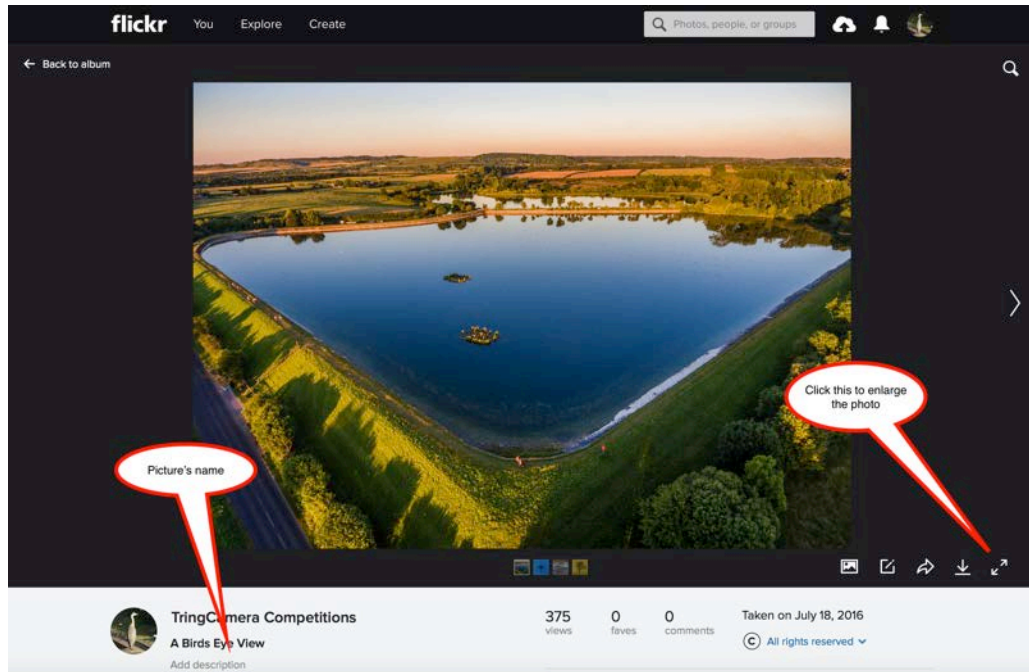 flickr You Explore Create Photos, people, or groups
← Back to album
Click this to enlarge
the photo
Picture's name
TringCamera Competitions
A Birds Eye View
Add description
375
views
0
faves
0
comments
Taken on July 18, 2016
© All rights reserved